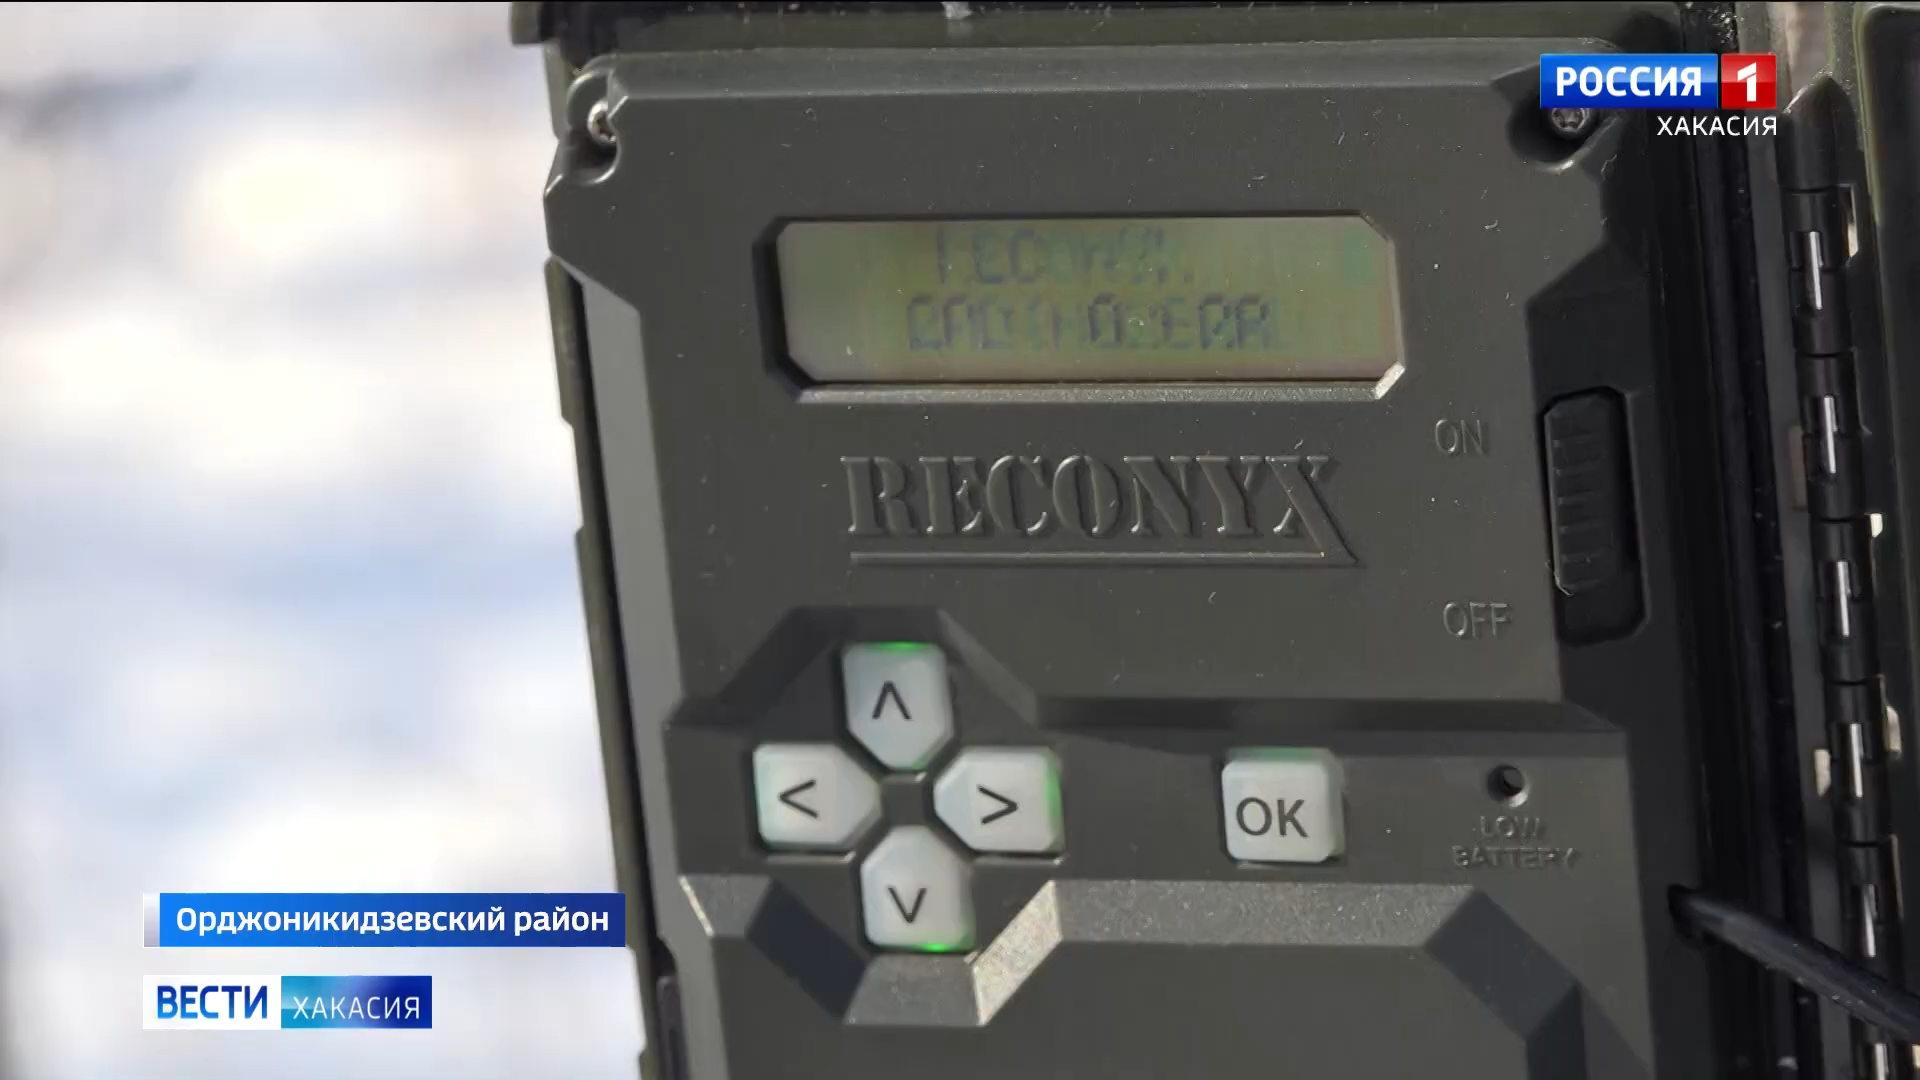 РОССИЯ 1
ХАКАСИЯ
RECONYX
ON
OFF
OK
LOW
BATTERY
Орджоникидзевский район
ВЕСТИ ХАКАСИЯ